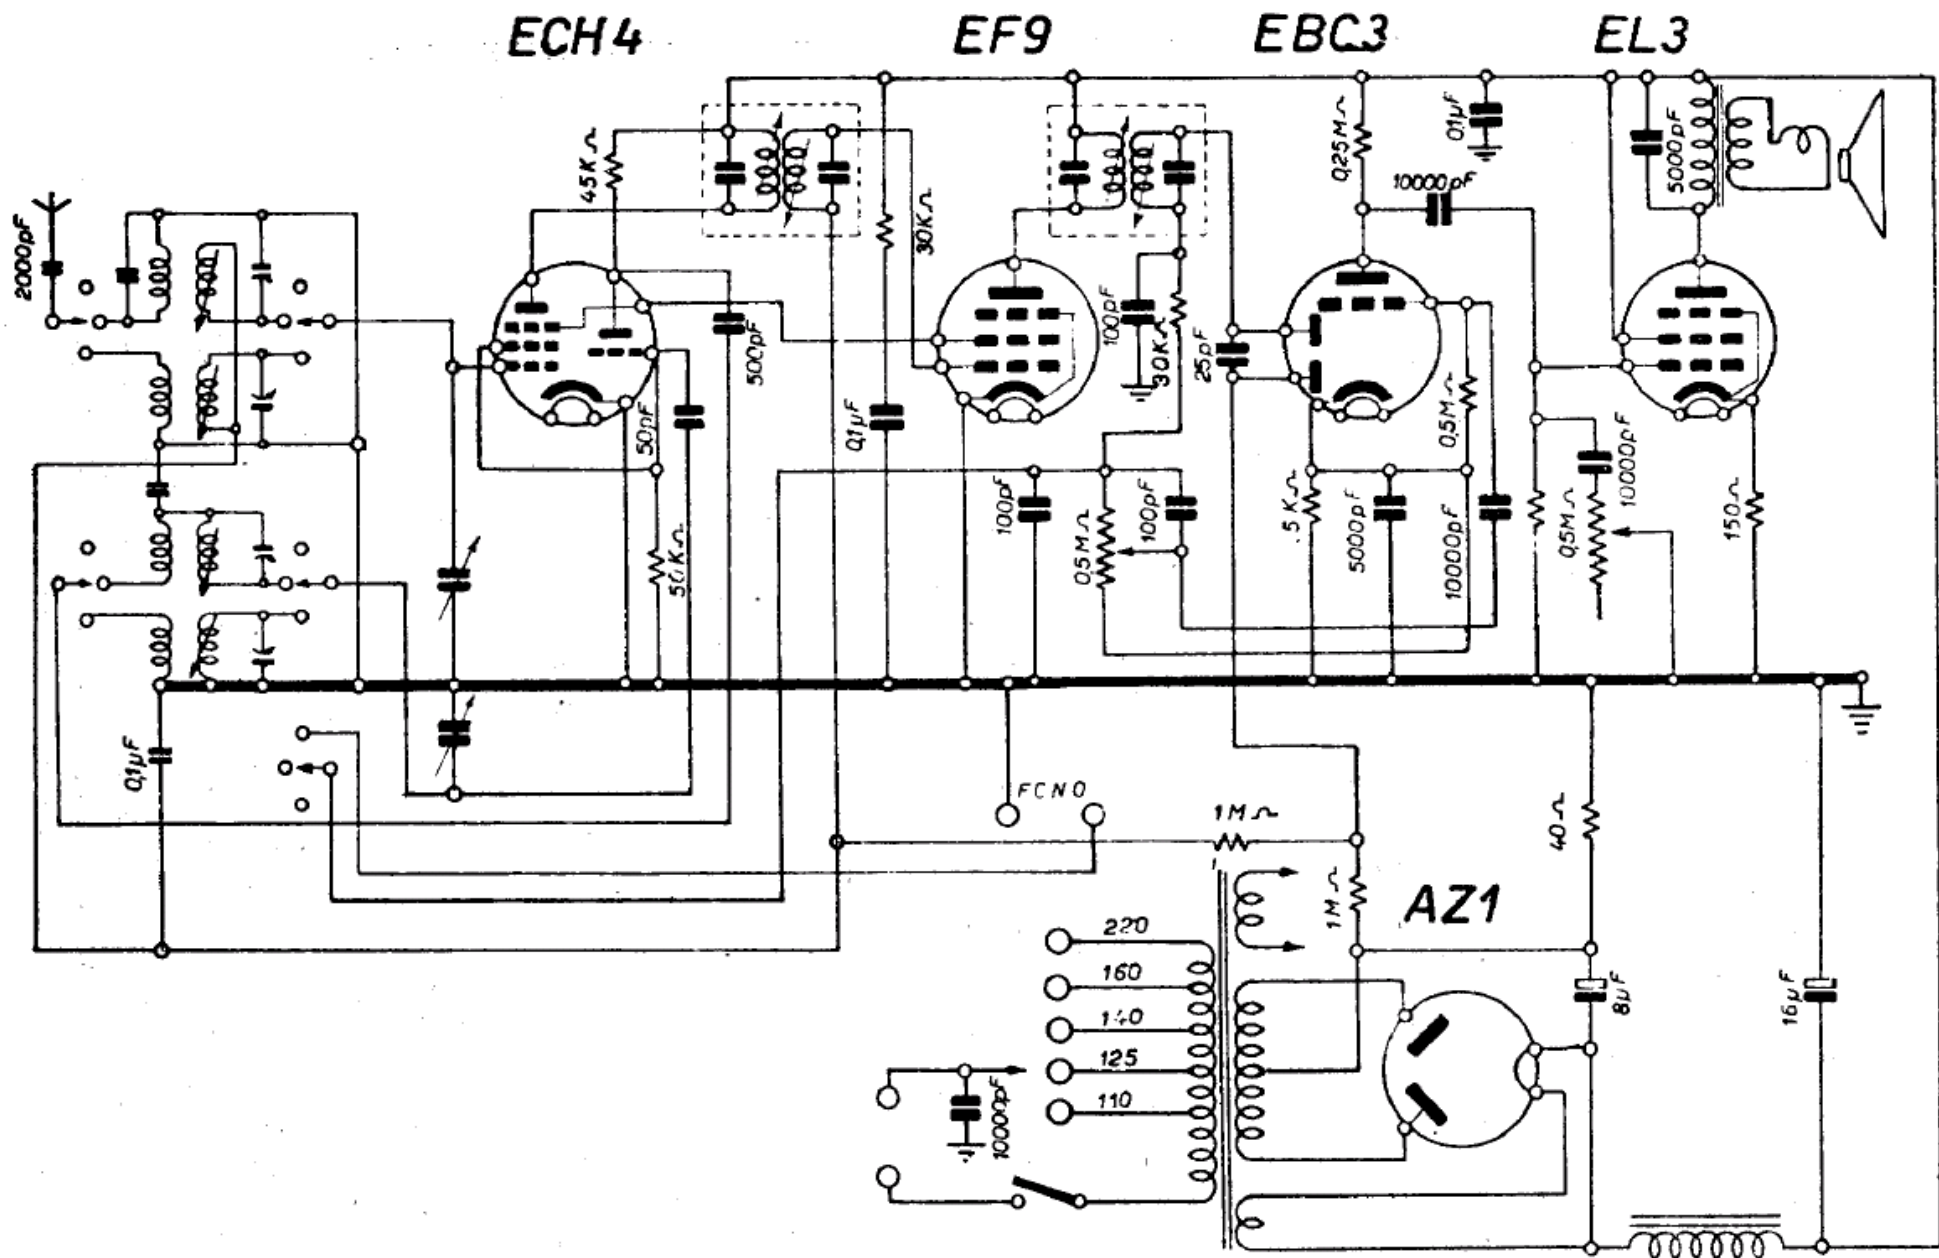 ECH4
EF9
EBC3
EL3
2000pF
45KΩ
30KΩ
0,25MΩ
0,1µF
5000pF
10000pF
500pF
100pF
30KΩ
25pF
50pF
0,1µF
0,5MΩ
10000pF
100pF
0,5MΩ
100pF
.5KΩ
5000pF
10000pF
0,5MΩ
150Ω
50KΩ
0,1µF
FCNO
1MΩ
40Ω
1MΩ
AZ1
220
160
140
125
110
8µF
16µF
10000pF